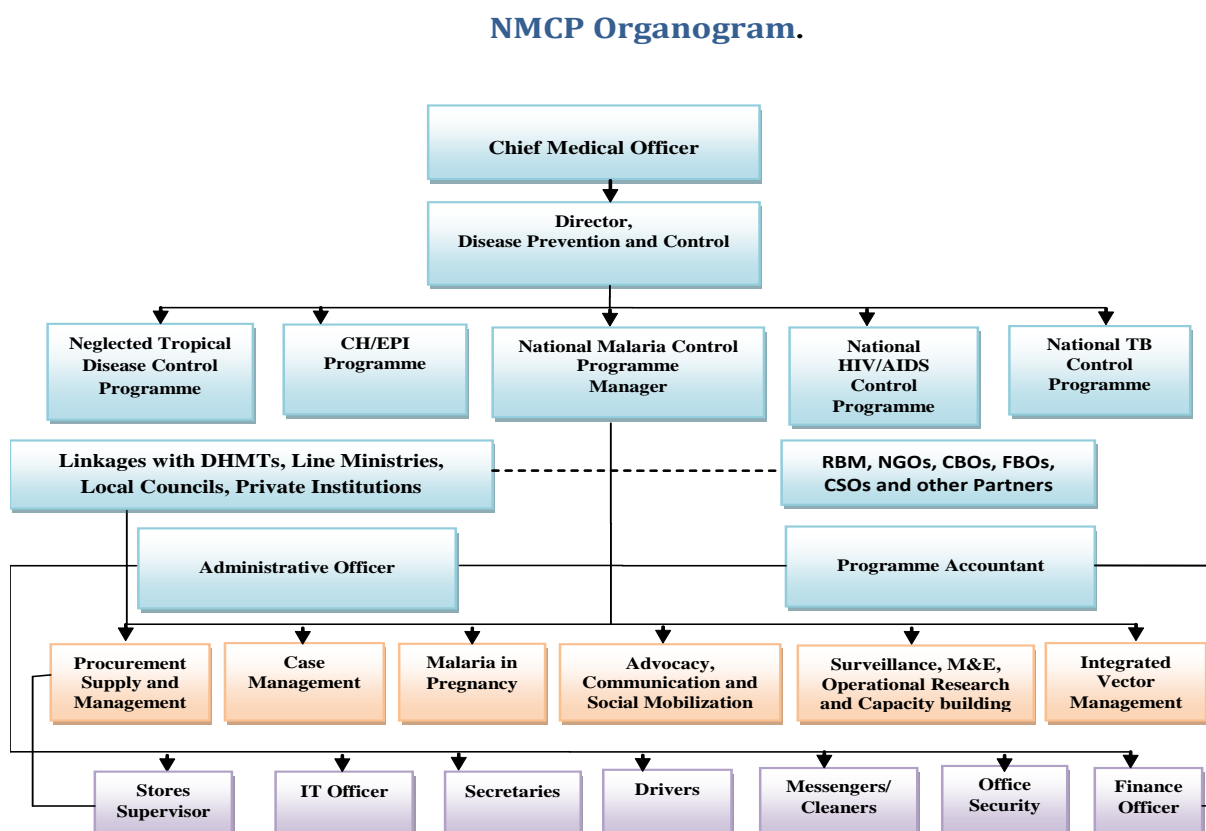 NMCP Organogram.
Chief Medical Officer
Director,
Disease Prevention and Control
Neglected Tropical
Disease Control
Programme
CH/EPI
Programme
National Malaria Control
Programme
Manager
National
HIV/AIDS
Control
Programme
National TB
Control
Programme
Linkages with DHMTs, Line Ministries,
Local Councils, Private Institutions
RBM, NGOs, CBOs, FBOs,
CSOs and other Partners
Administrative Officer
Programme Accountant
Procurement
Supply and
Management
Case
Management
Malaria in
Pregnancy
Advocacy,
Communication and
Social Mobilization
Surveillance, M&E,
Operational Research
and Capacity building
Integrated
Vector
Management
Stores
Supervisor
IT Officer
Secretaries
Drivers
Messengers/
Cleaners
Office
Security
Finance
Officer